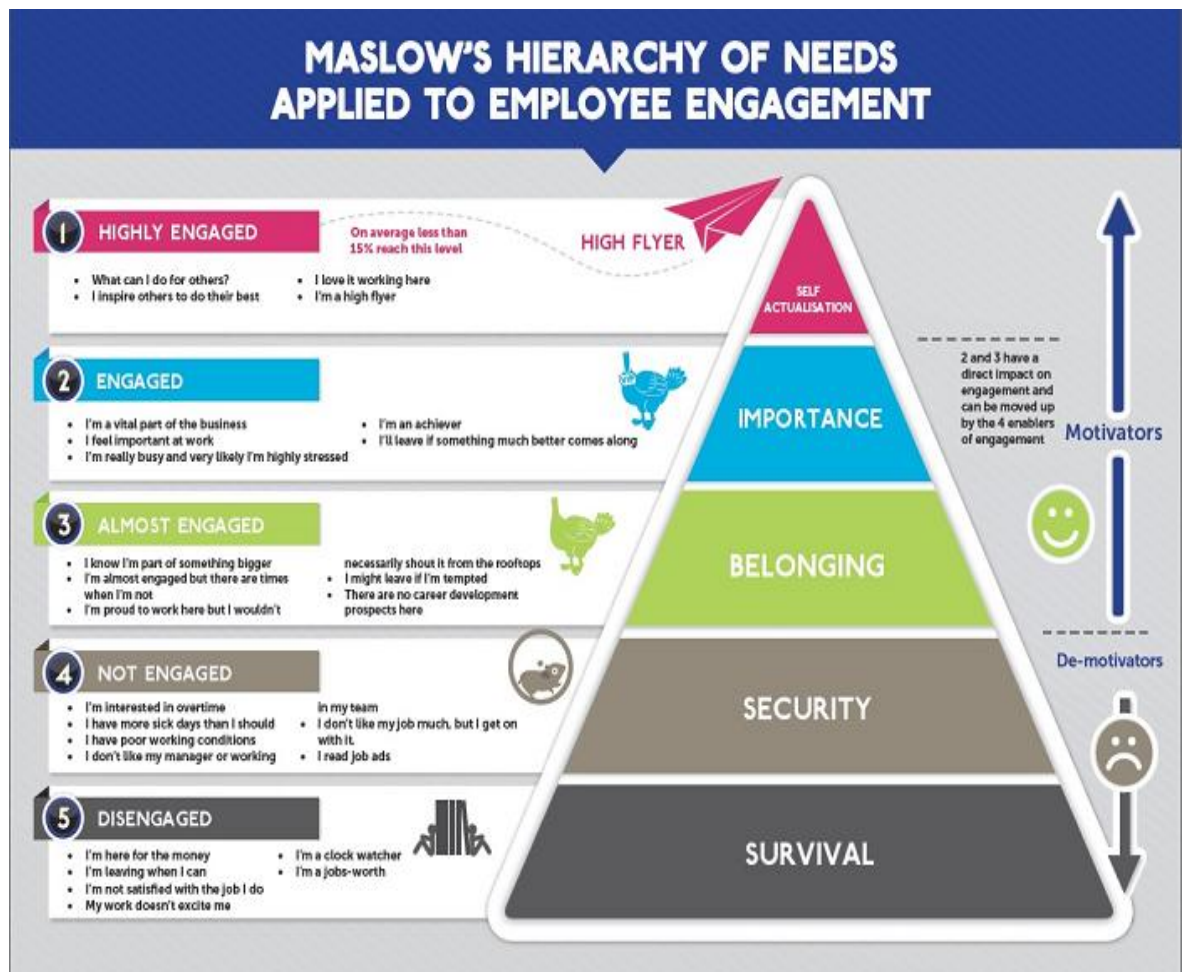 MASLOW'S HIERARCHY OF NEEDS
APPLIED TO EMPLOYEE ENGAGEMENT
1 HIGHLY ENGAGED
On average less than
15% reach this level
HIGH FLYER
• What can I do for others?
• I inspire others to do their best
• I love it working here
• I'm a high flyer
SELF
ACTUALISATION
2 ENGAGED
• I'm a vital part of the business
• I feel important at work
• I'm really busy and very likely I'm highly stressed
• I'm an achiever
• I'll leave if something much better comes along
VIP
IMPORTANCE
2 and 3 have a
direct impact on
engagement and
can be moved up
by the 4 enablers
of engagement
Motivators
3 ALMOST ENGAGED
• I know I'm part of something bigger
• I'm almost engaged but there are times
when I'm not
• I'm proud to work here but I wouldn't
necessarily shout it from the rooftops
• I might leave if I'm tempted
• There are no career development
prospects here
BELONGING
De-motivators
4 NOT ENGAGED
• I'm interested in overtime
• I have more sick days than I should
• I have poor working conditions
• I don't like my manager or working
in my team
• I don't like my job much, but I get on
with it.
• I read job ads
SECURITY
5 DISENGAGED
• I'm here for the money
• I'm leaving when I can
• I'm not satisfied with the job I do
• My work doesn't excite me
• I'm a clock watcher
• I'm a jobs-worth
SURVIVAL